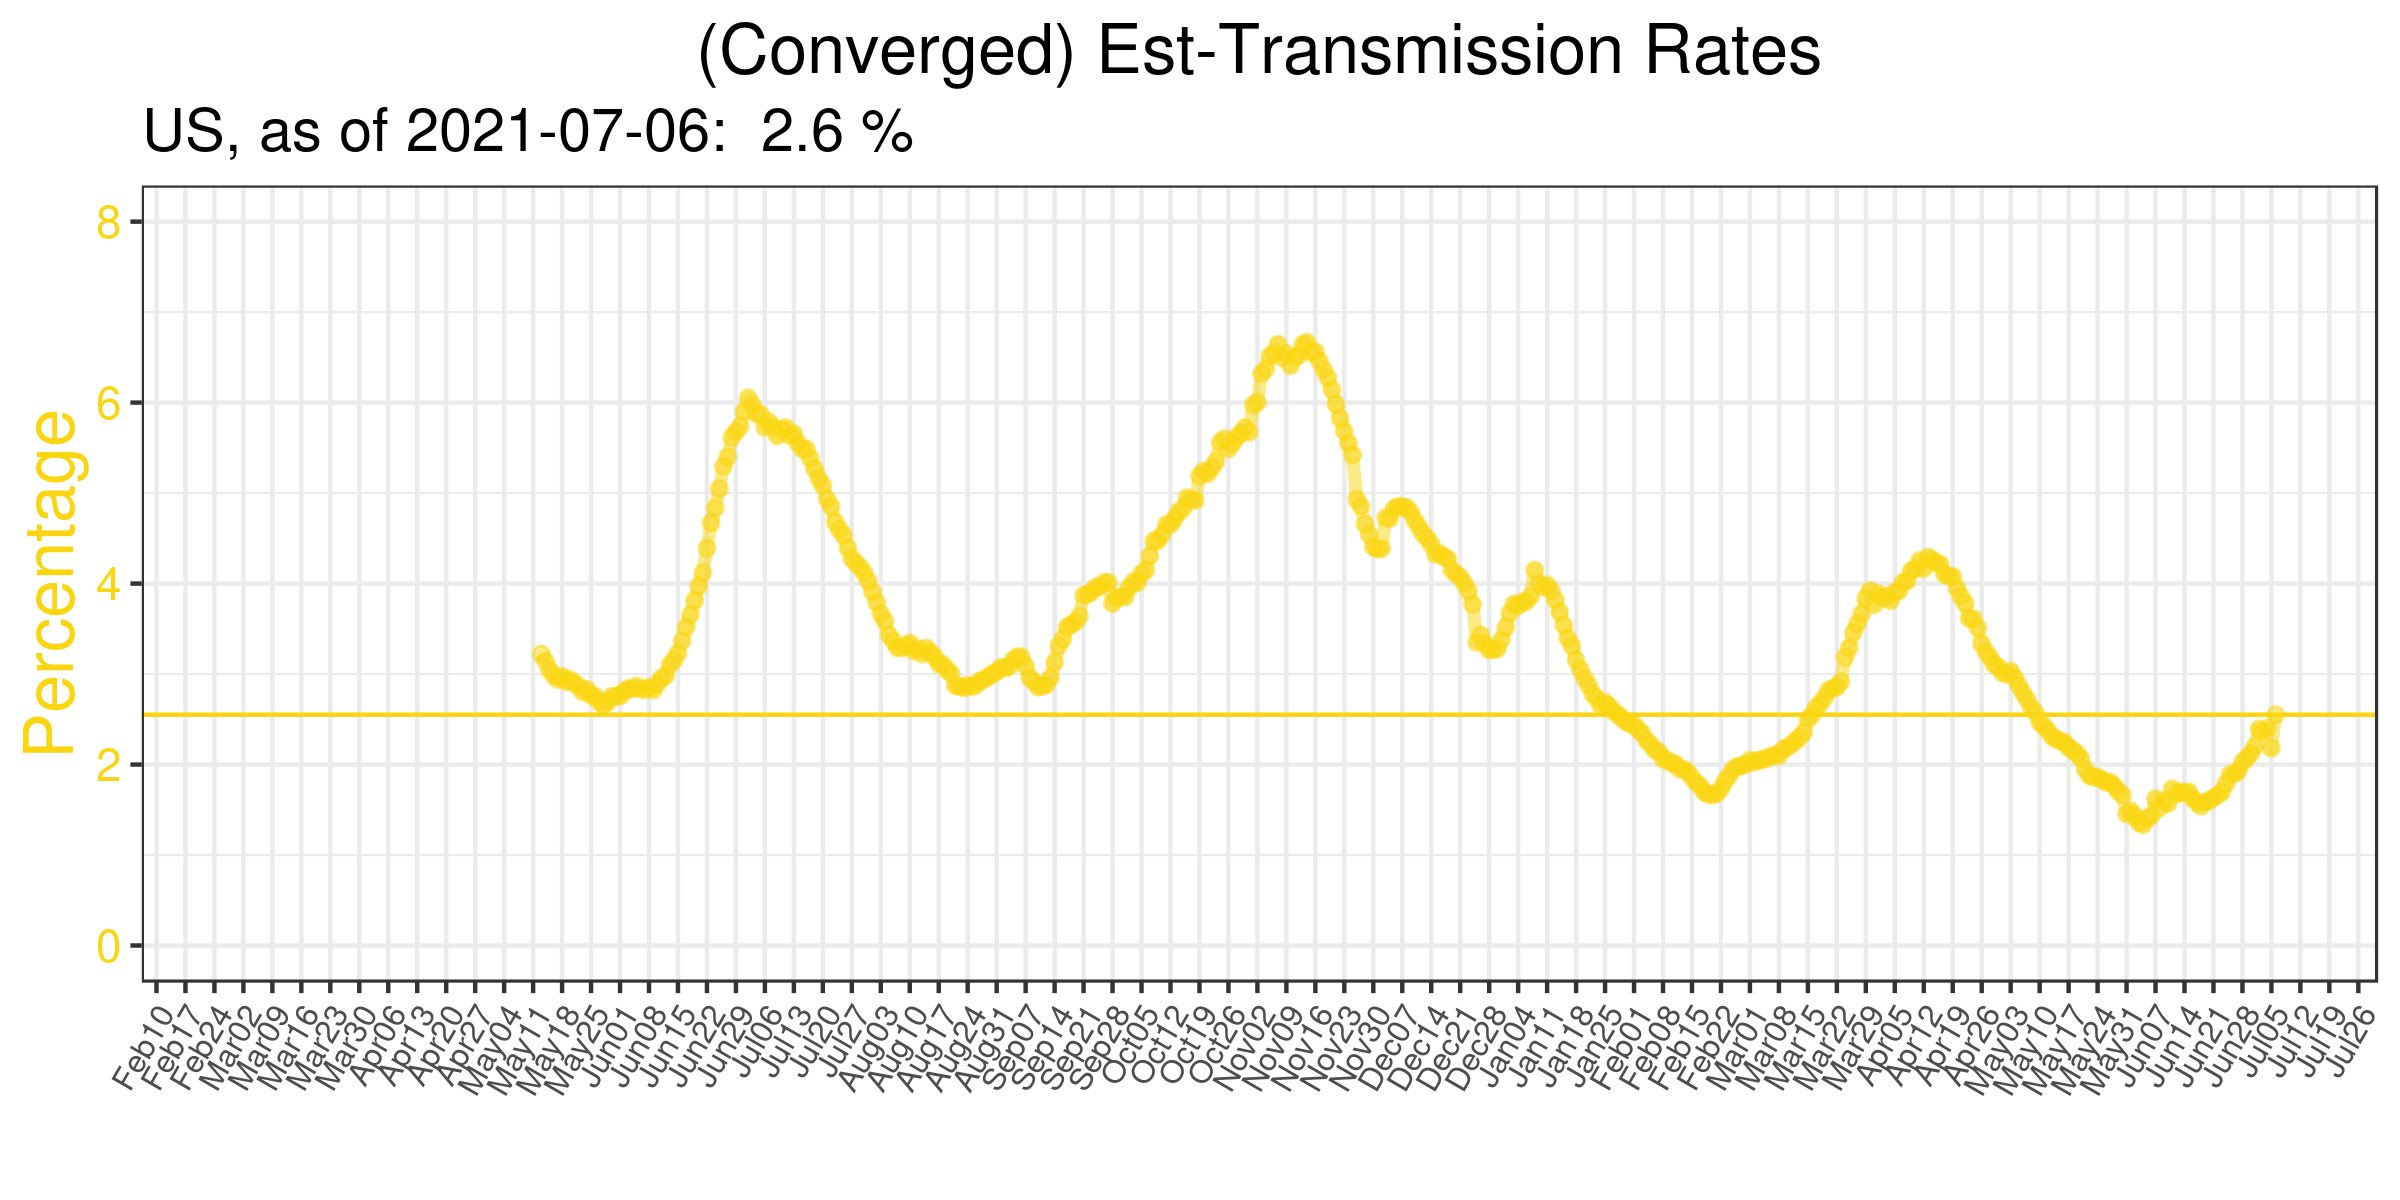 (Converged) Est-Transmission Rates
US, as of 2021-07-06:  2.6 %
Percentage
8
6
4
2
0
Feb10
Feb17
Feb24
Mar02
Mar09
Mar16
Mar23
Mar30
Apr06
Apr13
Apr20
Apr27
May04
May11
May18
May25
Jun01
Jun08
Jun15
Jun22
Jun29
Jul06
Jul13
Jul20
Jul27
Aug03
Aug10
Aug17
Aug24
Aug31
Sep07
Sep14
Sep21
Sep28
Oct05
Oct12
Oct19
Oct26
Nov02
Nov09
Nov16
Nov23
Nov30
Dec07
Dec14
Dec21
Dec28
Jan04
Jan11
Jan18
Jan25
Feb01
Feb08
Feb15
Feb22
Mar01
Mar08
Mar15
Mar22
Mar29
Apr05
Apr12
Apr19
Apr26
May03
May10
May17
May24
May31
Jun07
Jun14
Jun21
Jun28
Jul05
Jul12
Jul19
Jul26